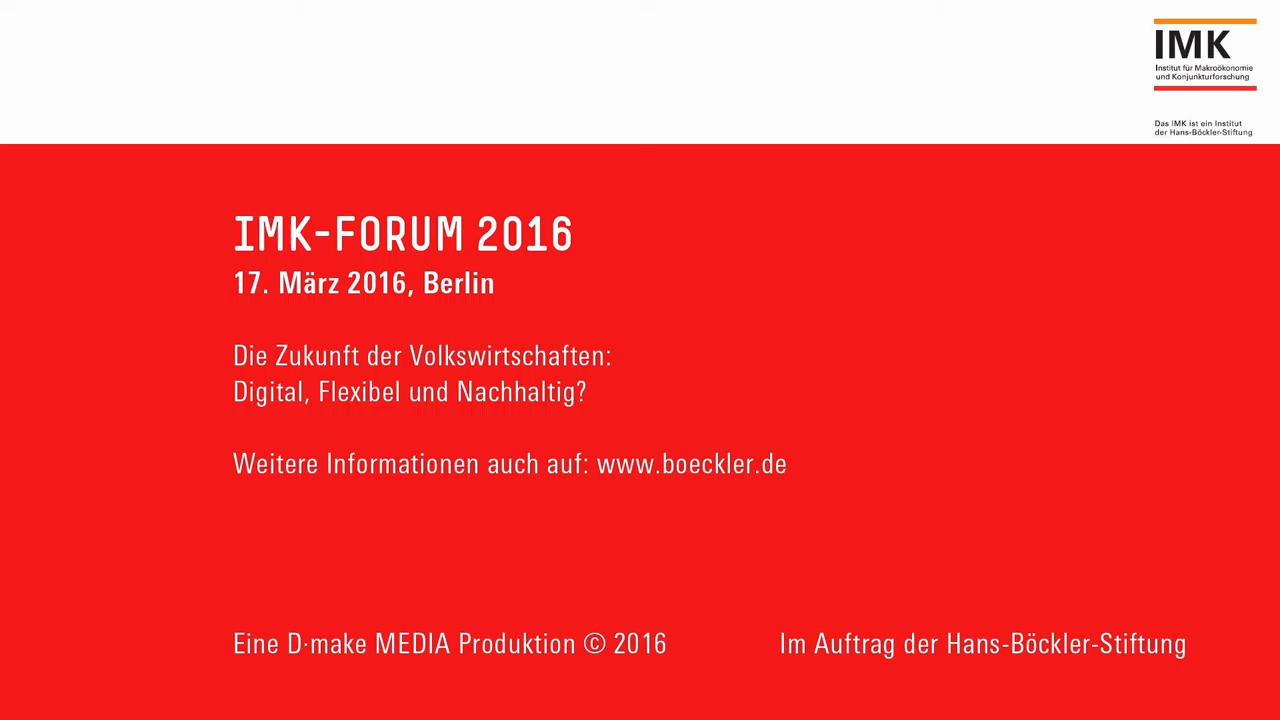 IMK
Institut für Makroökonomie
und Konjunkturforschung
Das IMK ist ein Institut
der Hans-Böckler-Stiftung
IMK-FORUM 2016
17. März 2016, Berlin
Die Zukunft der Volkswirtschaften:
Digital, Flexibel und Nachhaltig?
Weitere Informationen auch auf: www.boeckler.de
Eine D·make MEDIA Produktion © 2016
Im Auftrag der Hans-Böckler-Stiftung